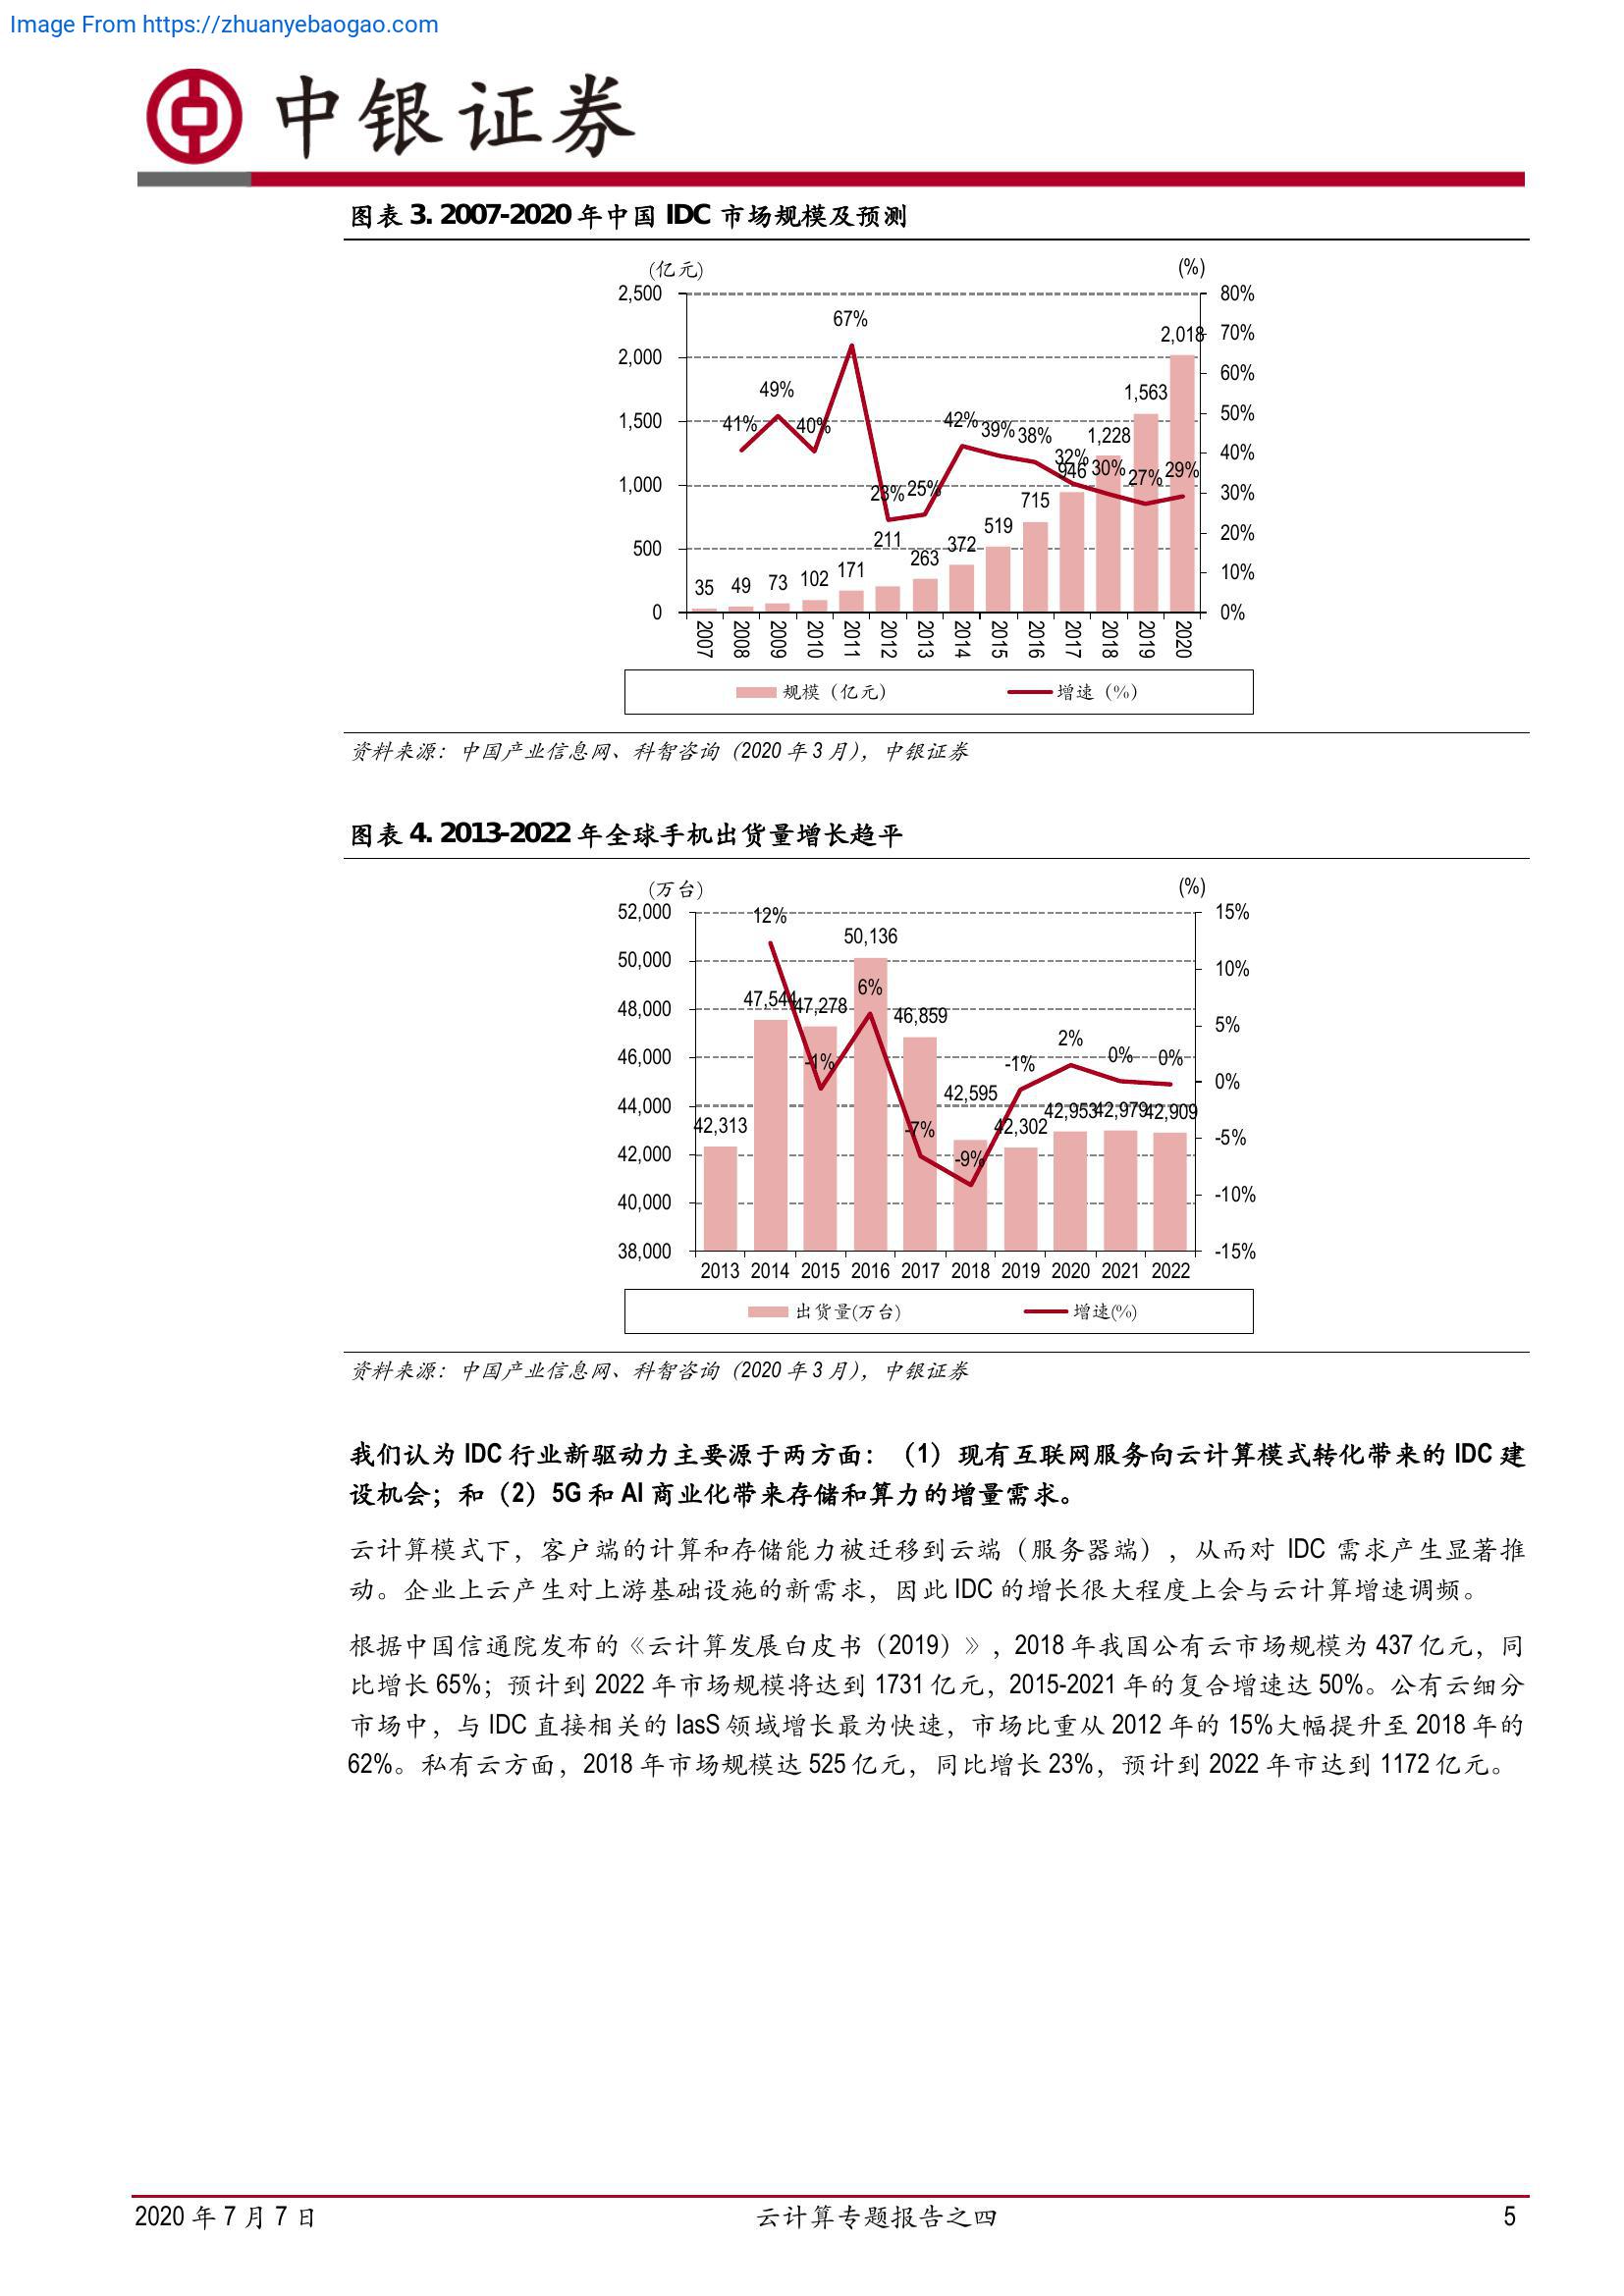 Image From https://zhuanyebaogao.com
中银证券
图表 3. 2007-2020 年中国 IDC 市场规模及预测
(亿元) (%)
2,500 80%
67% 2,018 70%
2,000 60%
49% 1,563 50%
1,500 41% 40% 42% 39% 38% 1,228 40%
32% 946 30% 27% 29%
1,000 23% 25% 715 30%
211 519 20%
500 263 372 10%
35 49 73 102 171
0 0%
2007 2008 2009 2010 2011 2012 2013 2014 2015 2016 2017 2018 2019 2020
规模（亿元） 增速（%）
资料来源：中国产业信息网、科智咨询（2020 年 3 月），中银证券
图表 4. 2013-2022 年全球手机出货量增长趋平
(万台) (%)
52,000 12% 15%
50,136
50,000 10%
6%
48,000 47,544 47,278 46,859 5%
2%
46,000 -1% -1% 0% 0% 0%
42,595
44,000 42,313 -7% 42,302 42,953 42,979 42,909 -5%
42,000 -9%
40,000 -10%
38,000 -15%
2013 2014 2015 2016 2017 2018 2019 2020 2021 2022
出货量(万台) 增速(%)
资料来源：中国产业信息网、科智咨询（2020 年 3 月），中银证券
我们认为 IDC 行业新驱动力主要源于两方面：（1）现有互联网服务向云计算模式转化带来的 IDC 建
设机会；和（2）5G 和 AI 商业化带来存储和算力的增量需求。
云计算模式下，客户端的计算和存储能力被迁移到云端（服务器端），从而对 IDC 需求产生显著推
动。企业上云产生对上游基础设施的新需求，因此 IDC 的增长很大程度上会与云计算增速调频。
根据中国信通院发布的《云计算发展白皮书（2019）》，2018 年我国公有云市场规模为 437 亿元，同
比增长 65%；预计到 2022 年市场规模将达到 1731 亿元，2015-2021 年的复合增速达 50%。公有云细分
市场中，与 IDC 直接相关的 IasS 领域增长最为快速，市场比重从 2012 年的 15%大幅提升至 2018 年的
62%。私有云方面，2018 年市场规模达 525 亿元，同比增长 23%，预计到 2022 年市达到 1172 亿元。
2020 年 7 月 7 日 云计算专题报告之四 5